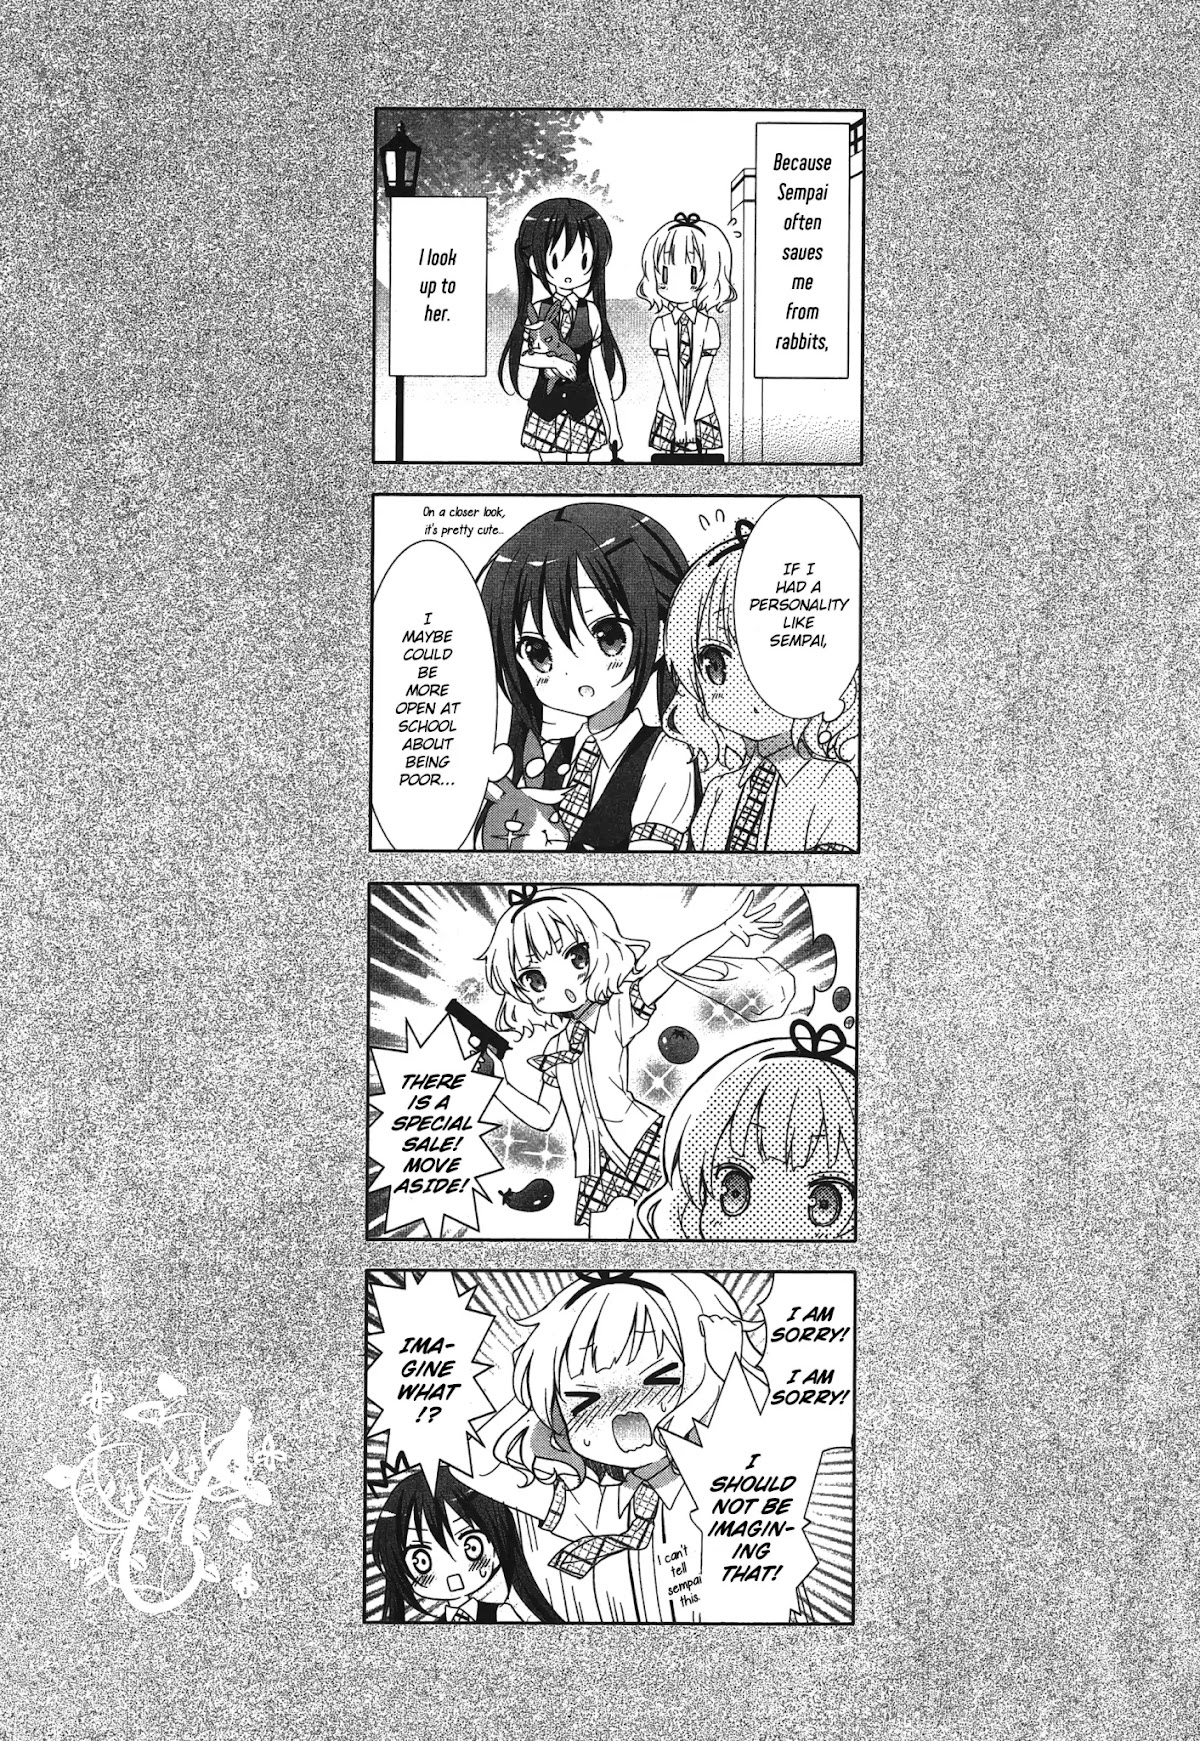 Because
Sempai
often
saves
me
from
rabbits,
I look
up to
her.
IF I
HAD A
PERSONALITY
LIKE
SEMPAI,
On a closer look,
it's pretty cute...
I
MAYBE
COULD
BE
MORE
OPEN AT
SCHOOL
ABOUT
BEING
POOR...
THERE
IS A
SPECIAL
SALE!
MOVE
ASIDE!
I AM
SORRY!
I AM
SORRY!
I
SHOULD
NOT BE
IMAGIN-
ING
THAT!
I can't
tell
sempai
this.
IMA-
GINE
WHAT
!?